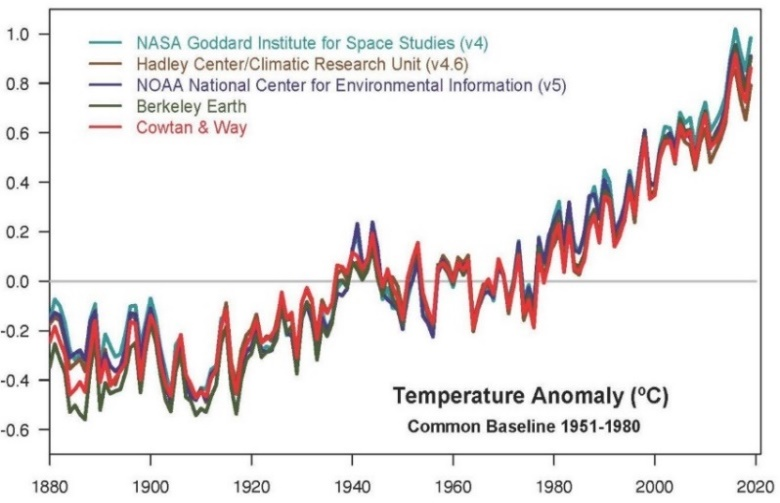 1.0
0.8
0.6
0.4
0.2
0.0
-0.2
-0.4
-0.6
NASA Goddard Institute for Space Studies (v4)
Hadley Center/Climatic Research Unit (v4.6)
NOAA National Center for Environmental Information (v5)
Berkeley Earth
Cowtan & Way
Temperature Anomaly (ºC)
Common Baseline 1951-1980
1880 1900 1920 1940 1960 1980 2000 2020